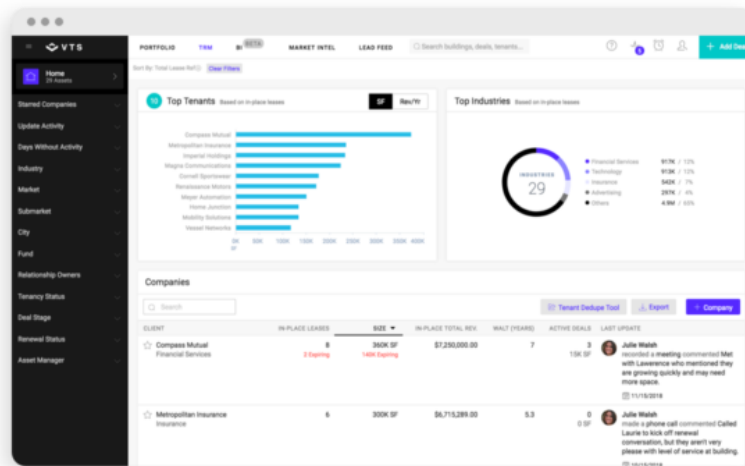 VTS
PORTFOLIO
TRM
BI BETA
MARKET INTEL
LEAD FEED
Search buildings, deals, tenants...
+ Add Dea
Home
29 Assets
Sort By: Total Lease
Clear Filters
Starred Companies
Update Activity
Days Without Activity
Industry
Market
Submarket
City
Fund
Relationship Owners
Tenancy Status
Deal Stage
Renewal Status
Asset Manager
10 Top Tenants Based on in-place leases
SF Rev/Yr
Compass Mutual
Metropolitan Insurance
Imperial Holdings
Magna Communications
Cornell Sportswear
Renaissance Motors
Meyer Automation
Home Junction
Mobility Solutions
Vessel Networks
0K 50K 100K 150K 200K 250K 300K 350K 400K
SF
Top Industries Based on in-place leases
INDUSTRIES
29
Financial Services 917K / 12%
Technology 913K / 12%
Insurance 542K / 7%
Advertising 297K / 4%
Others 4.9M / 65%
Companies
Search
Tenant Dedupe Tool
Export
+ Company
CLIENT IN-PLACE LEASES SIZE IN-PLACE TOTAL REV. WALT (YEARS) ACTIVE DEALS LAST UPDATE
Compass Mutual 8 360K SF $7,250,000.00 7 3 Julie Walsh
Financial Services Expiring Expiring 15K SF recorded a meeting commented Met
with Lawerence who mentioned they
are growing quickly and may need
more space.
11/15/2018
Metropolitan Insurance 6 300K SF $6,715,289.00 5.3 0 Julie Walsh
Insurance 0 SF made a phone call commented Called
Laurie to kick off renewal
conversation, but they aren't very
pleased with level of service at building.